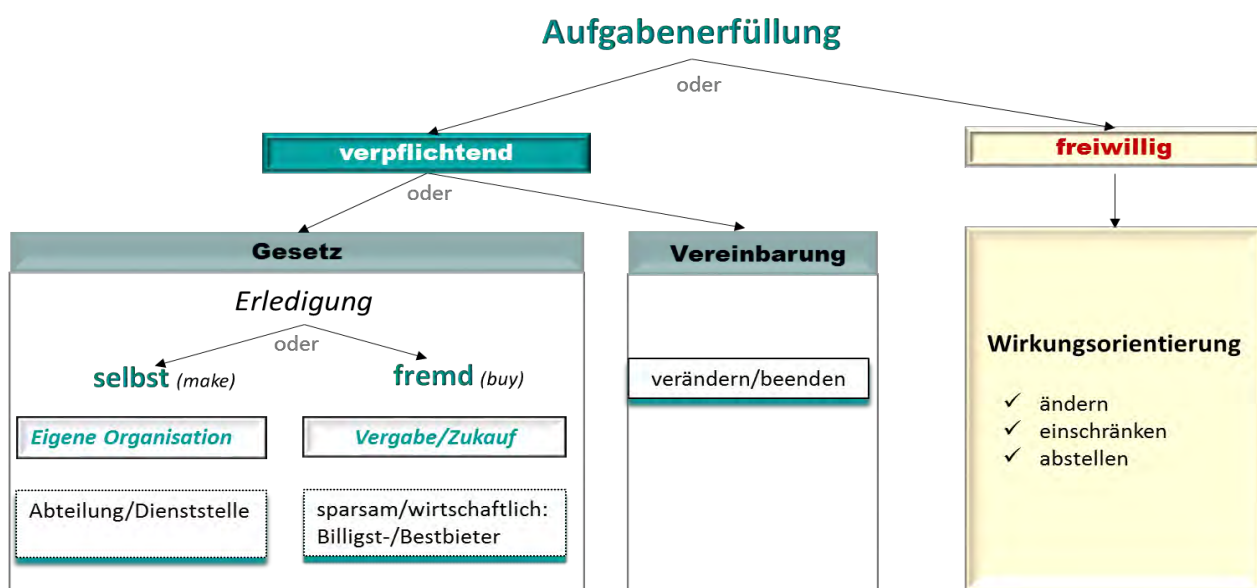 Aufgabenerfüllung
oder
verpflichtend
freiwillig
oder
Gesetz
Vereinbarung
Erledigung
oder
selbst (make)
fremd (buy)
Eigene Organisation
Vergabe/Zukauf
Abteilung/Dienststelle
sparsam/wirtschaftlich:
Billigst-/Bestbieter
verändern/beenden
Wirkungsorientierung
✓ ändern
✓ einschränken
✓ abstellen